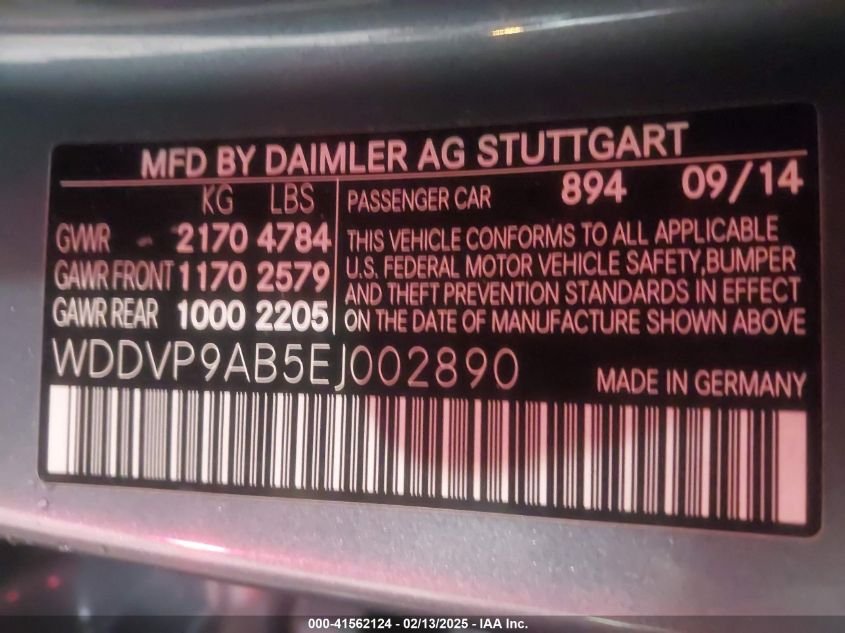 MFD BY DAIMLER AG STUTTGART
KG LBS
GVWR - 2170 4784
GAWR FRONT 1170 2579
GAWR REAR 1000 2205
PASSENGER CAR 894 09/14
THIS VEHICLE CONFORMS TO ALL APPLICABLE
U.S. FEDERAL MOTOR VEHICLE SAFETY, BUMPER
AND THEFT PREVENTION STANDARDS IN EFFECT
ON THE DATE OF MANUFACTURE SHOWN ABOVE
WDDVP9AB5EJ002890
MADE IN GERMANY
000-41562124 - 02/13/2025 - IAA Inc.